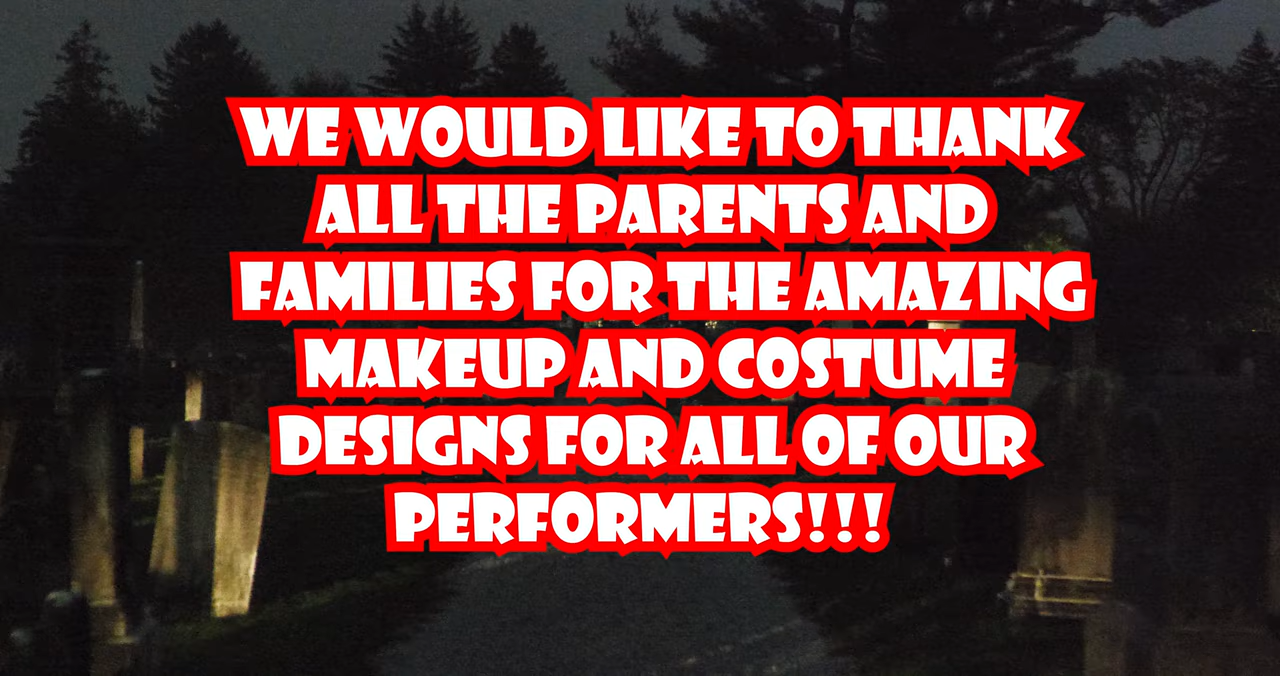 WE WOULD LIKE TO THANK
ALL THE PARENTS AND
FAMILIES FOR THE AMAZING
MAKEUP AND COSTUME
DESIGNS FOR ALL OF OUR
PERFORMERS!!!